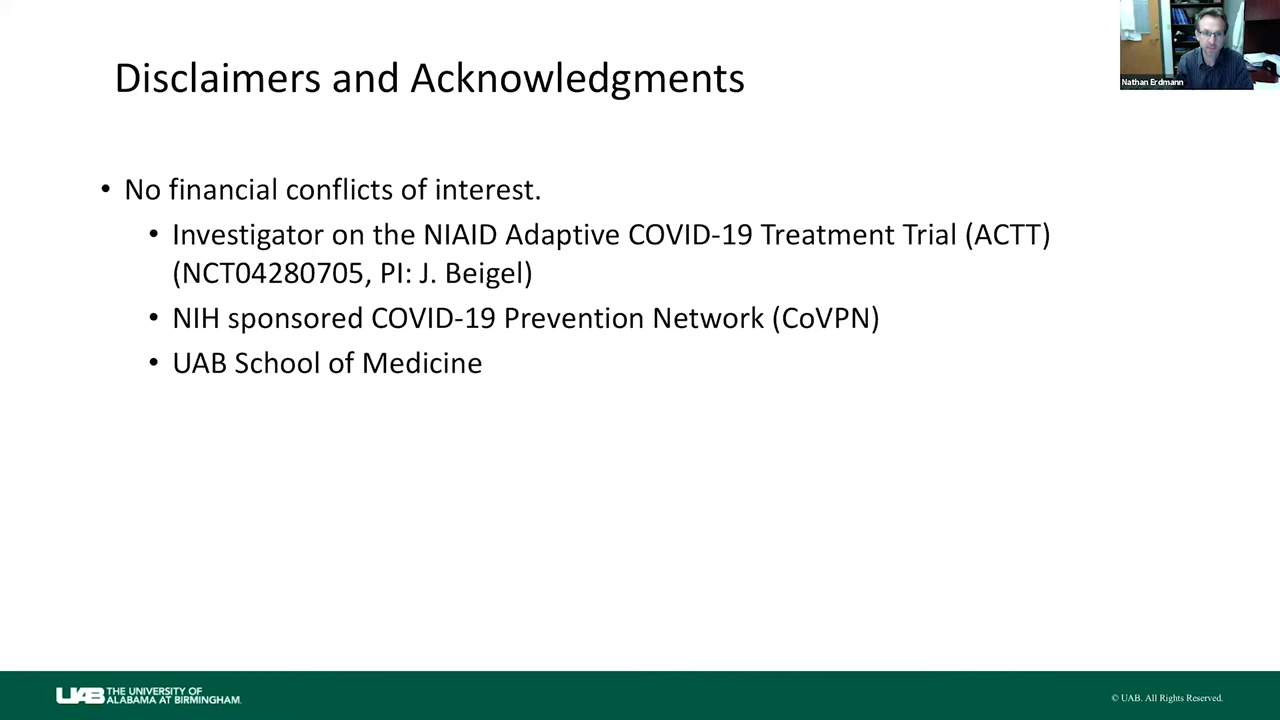 Disclaimers and Acknowledgments
Nathan Erdmann
• No financial conflicts of interest.
• Investigator on the NIAID Adaptive COVID-19 Treatment Trial (ACTT)
(NCT04280705, PI: J. Beigel)
• NIH sponsored COVID-19 Prevention Network (CoVPN)
• UAB School of Medicine
UAB THE UNIVERSITY OF
ALABAMA AT BIRMINGHAM.
© UAB. All Rights Reserved.